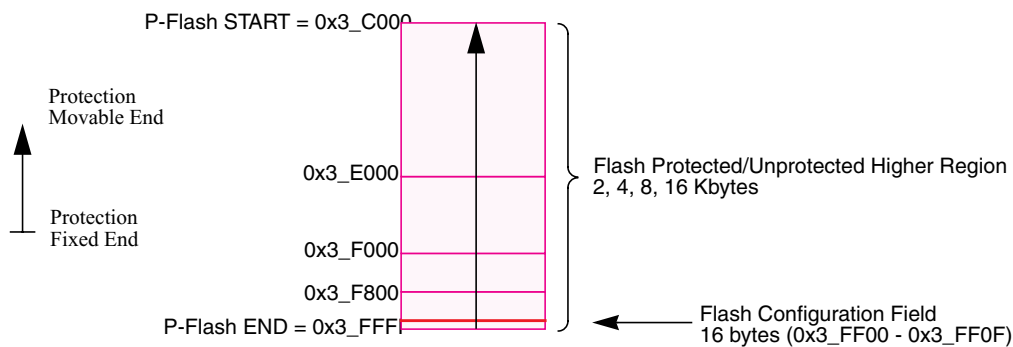 P-Flash START = 0x3_C000
Protection
Movable End
0x3_E000
Flash Protected/Unprotected Higher Region
2, 4, 8, 16 Kbytes
Protection
Fixed End
0x3_F000
0x3_F800
P-Flash END = 0x3_FFF
Flash Configuration Field
16 bytes (0x3_FF00 - 0x3_FF0F)